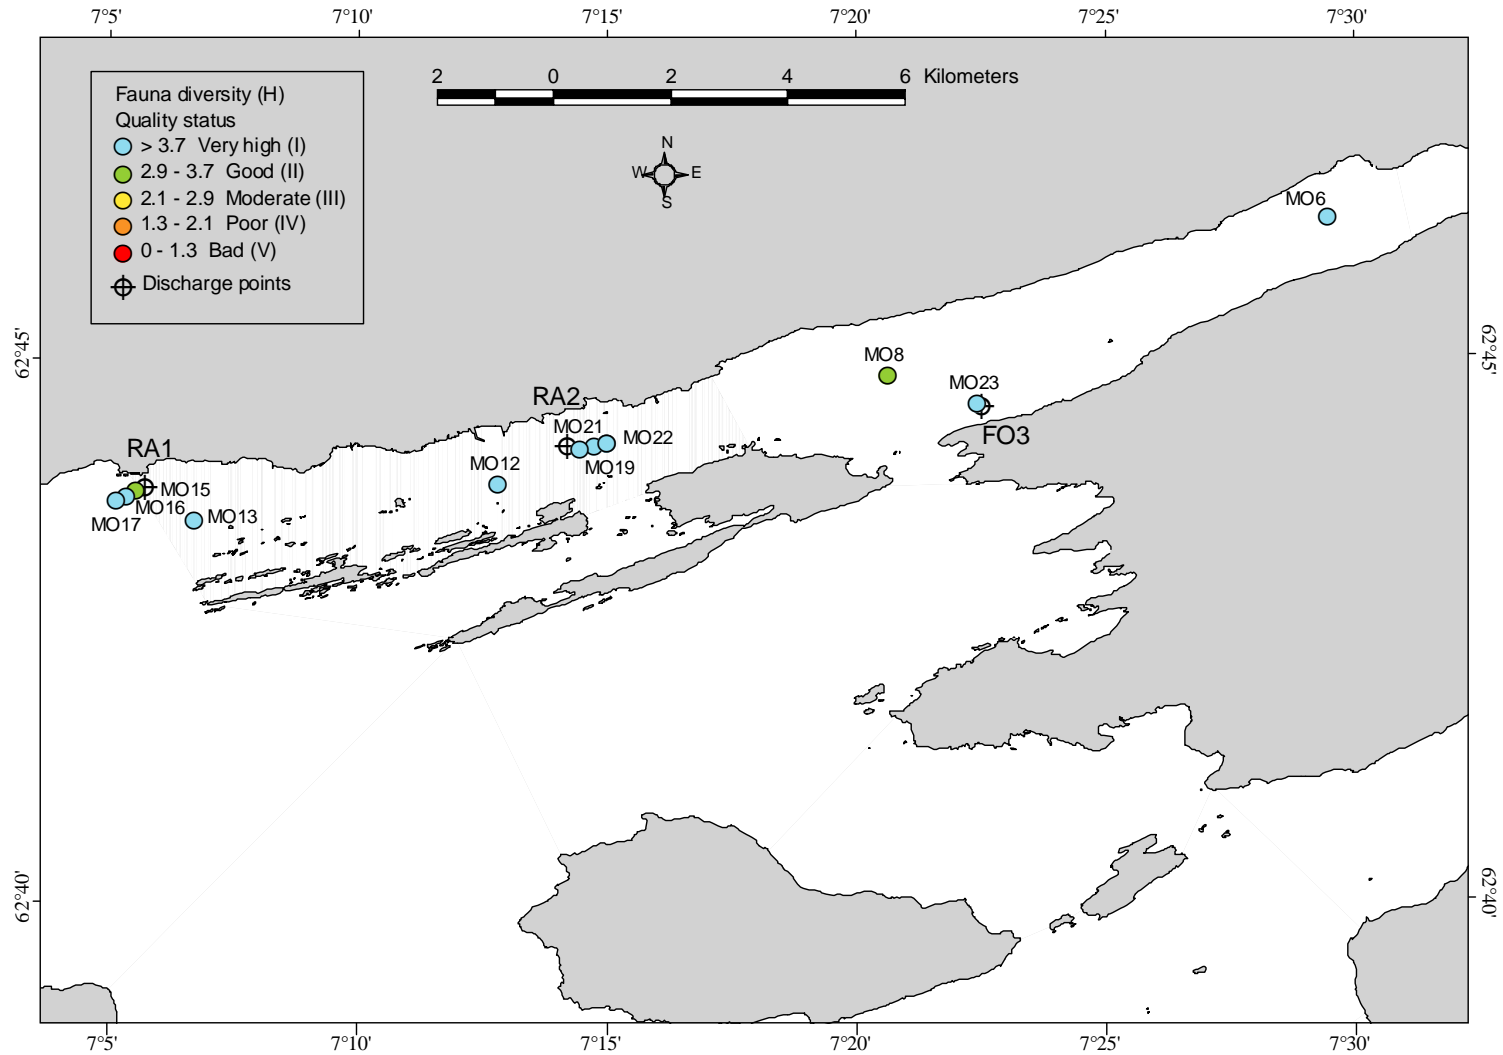 7°5' 7°10' 7°15' 7°20' 7°25' 7°30'
2 0 2 4 6 Kilometers
Fauna diversity (H)
Quality status
> 3.7 Very high (I)
2.9 - 3.7 Good (II)
2.1 - 2.9 Moderate (III)
1.3 - 2.1 Poor (IV)
0 - 1.3 Bad (V)
Discharge points
N
W E
S
MO6
62°45' 62°45'
MO8
MO23
RA2
MO21
FO3
MO22
RA1
MO12
MO19
MO15
MO16
MO17
MO13
62°40' 62°40'
7°5' 7°10' 7°15' 7°20' 7°25' 7°30'